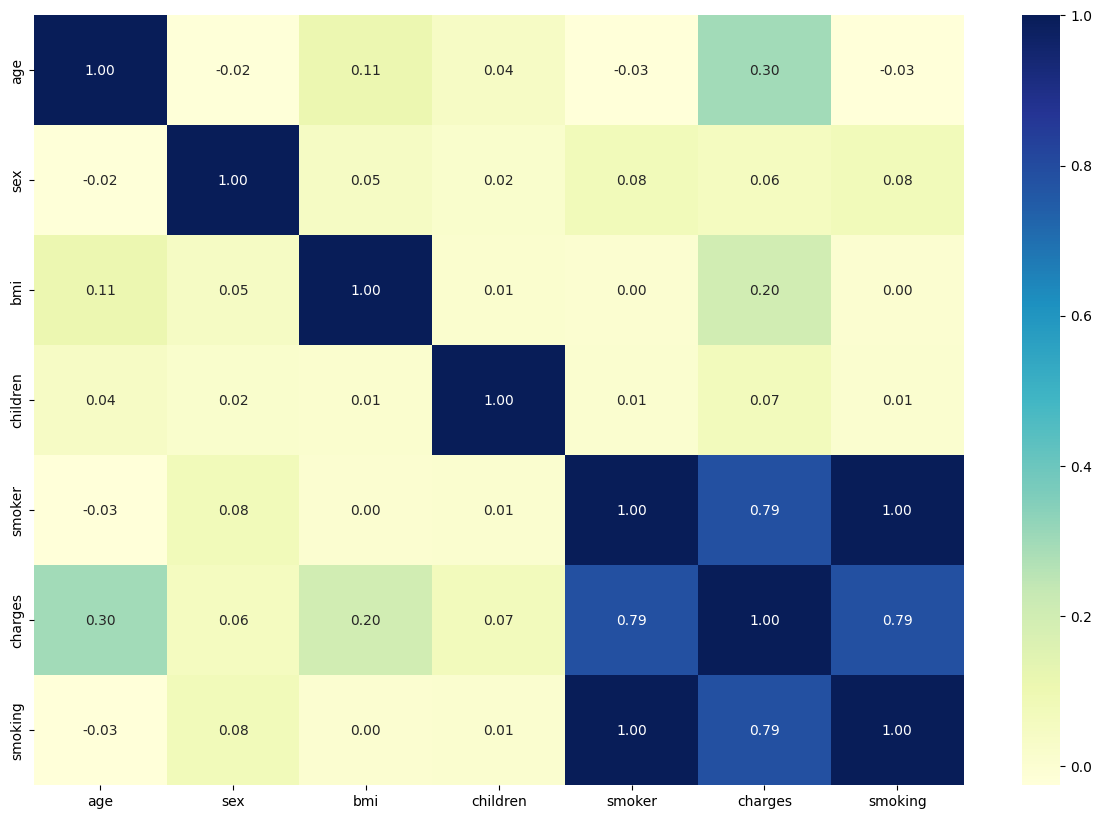 age 1.00 -0.02 0.11 0.04 -0.03 0.30 -0.03
sex -0.02 1.00 0.05 0.02 0.08 0.06 0.08
bmi 0.11 0.05 1.00 0.01 0.00 0.20 0.00
children 0.04 0.02 0.01 1.00 0.01 0.07 0.01
smoker -0.03 0.08 0.00 0.01 1.00 0.79 1.00
charges 0.30 0.06 0.20 0.07 0.79 1.00 0.79
smoking -0.03 0.08 0.00 0.01 1.00 0.79 1.00
age sex bmi children smoker charges smoking
1.0
0.8
0.6
0.4
0.2
0.0